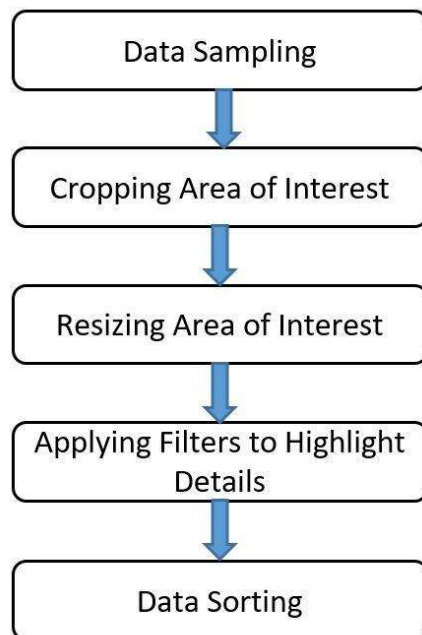 Data Sampling
Cropping Area of Interest
Resizing Area of Interest
Applying Filters to Highlight
Details
Data Sorting